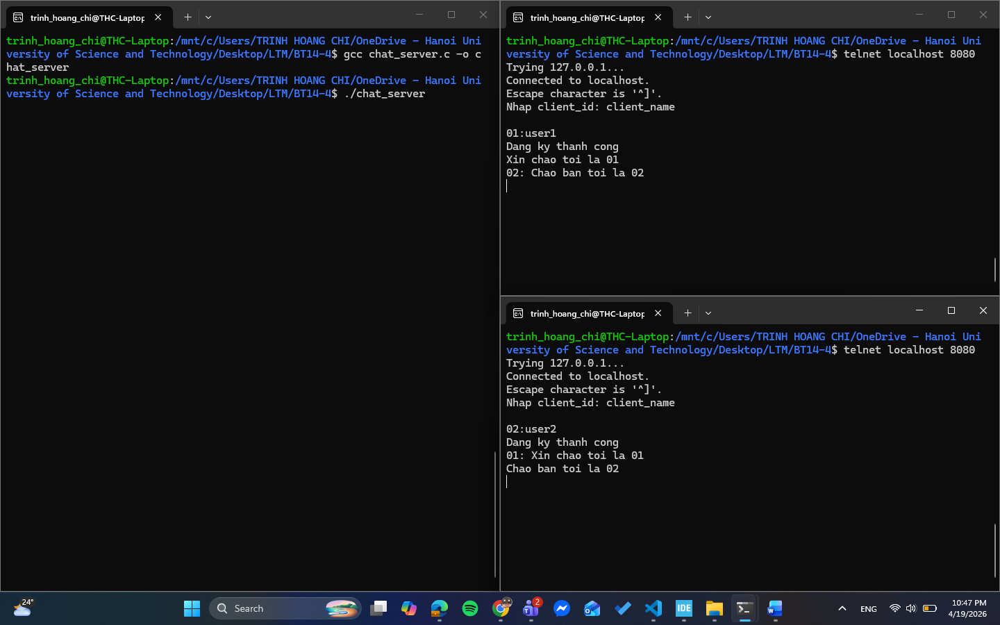 trinh_hoang_chi@THC-Laptop
trinh_hoang_chi@THC-Laptop:/mnt/c/Users/TRINH HOANG CHI/OneDrive - Hanoi Uni
versity of Science and Technology/Desktop/LTM/BT14-4$ gcc chat_server.c -o c
hat_server
trinh_hoang_chi@THC-Laptop:/mnt/c/Users/TRINH HOANG CHI/OneDrive - Hanoi Uni
versity of Science and Technology/Desktop/LTM/BT14-4$ ./chat_server
trinh_hoang_chi@THC-Laptop
trinh_hoang_chi@THC-Laptop:/mnt/c/Users/TRINH HOANG CHI/OneDrive - Hanoi Uni
versity of Science and Technology/Desktop/LTM/BT14-4$ telnet localhost 8080
Trying 127.0.0.1...
Connected to localhost.
Escape character is '^]'.
Nhap client_id: client_name
01:user1
Dang ky thanh cong
Xin chao toi la 01
02: Chao ban toi la 02
trinh_hoang_chi@THC-Laptop
trinh_hoang_chi@THC-Laptop:/mnt/c/Users/TRINH HOANG CHI/OneDrive - Hanoi Uni
versity of Science and Technology/Desktop/LTM/BT14-4$ telnet localhost 8080
Trying 127.0.0.1...
Connected to localhost.
Escape character is '^]'.
Nhap client_id: client_name
02:user2
Dang ky thanh cong
01: Xin chao toi la 01
Chao ban toi la 02
24°
Search
2
IDE
ENG
10:47 PM
4/19/2026